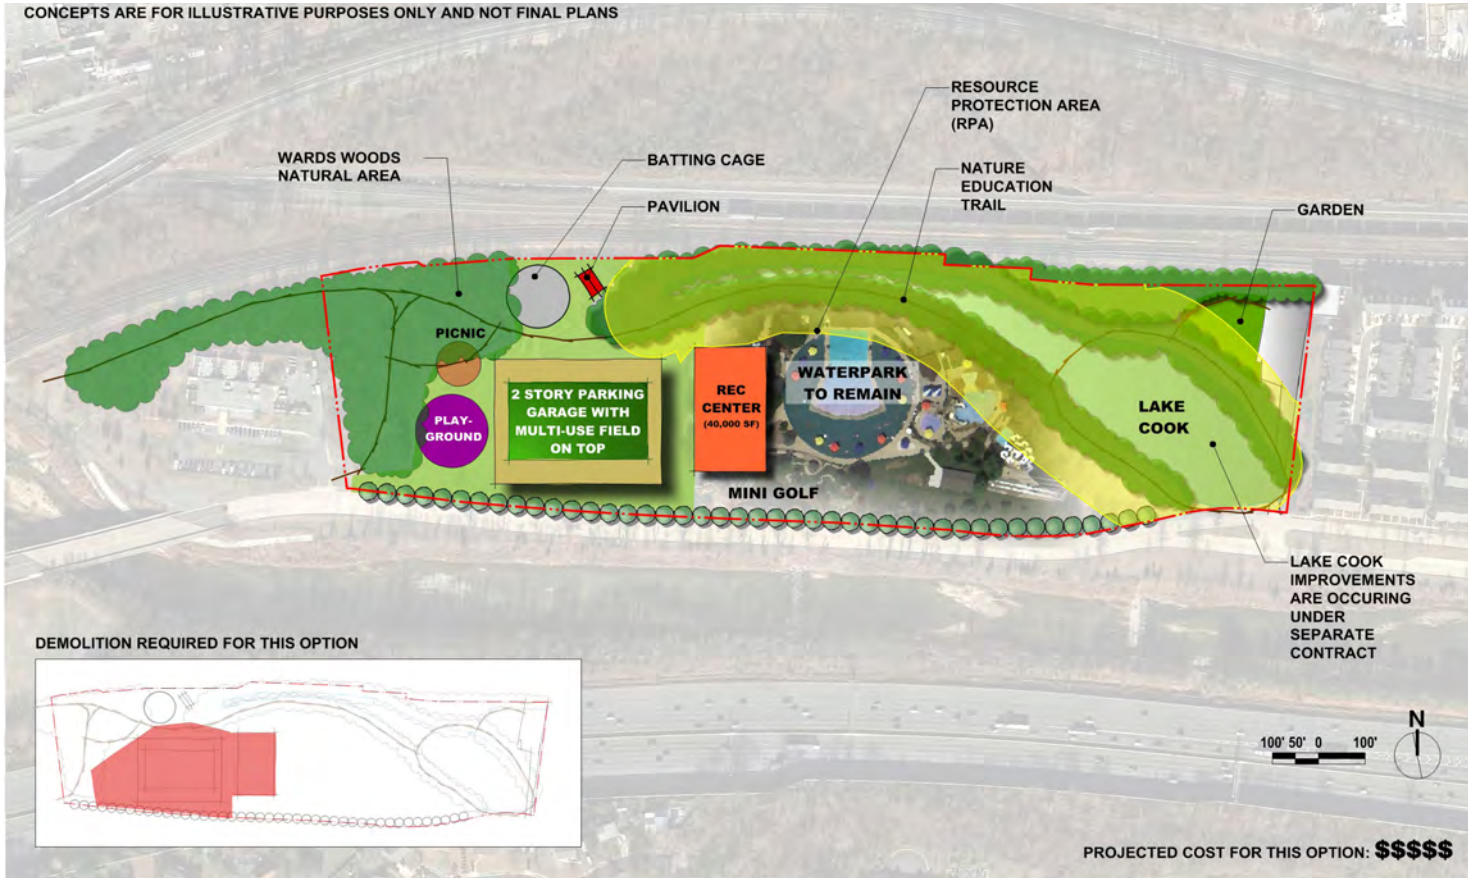 CONCEPTS ARE FOR ILLUSTRATIVE PURPOSES ONLY AND NOT FINAL PLANS
RESOURCE
PROTECTION AREA
(RPA)
WARDS WOODS
NATURAL AREA
BATTING CAGE
NATURE
EDUCATION
TRAIL
PAVILION
GARDEN
PICNIC
PLAY-
GROUND
2 STORY PARKING
GARAGE WITH
MULTI-USE FIELD
ON TOP
REC
CENTER
(40,000 SF)
WATERPARK
TO REMAIN
LAKE
COOK
MINI GOLF
LAKE COOK
IMPROVEMENTS
ARE OCCURING
UNDER
SEPARATE
CONTRACT
DEMOLITION REQUIRED FOR THIS OPTION
N
100' 50' 0 100'
PROJECTED COST FOR THIS OPTION: $$$$$